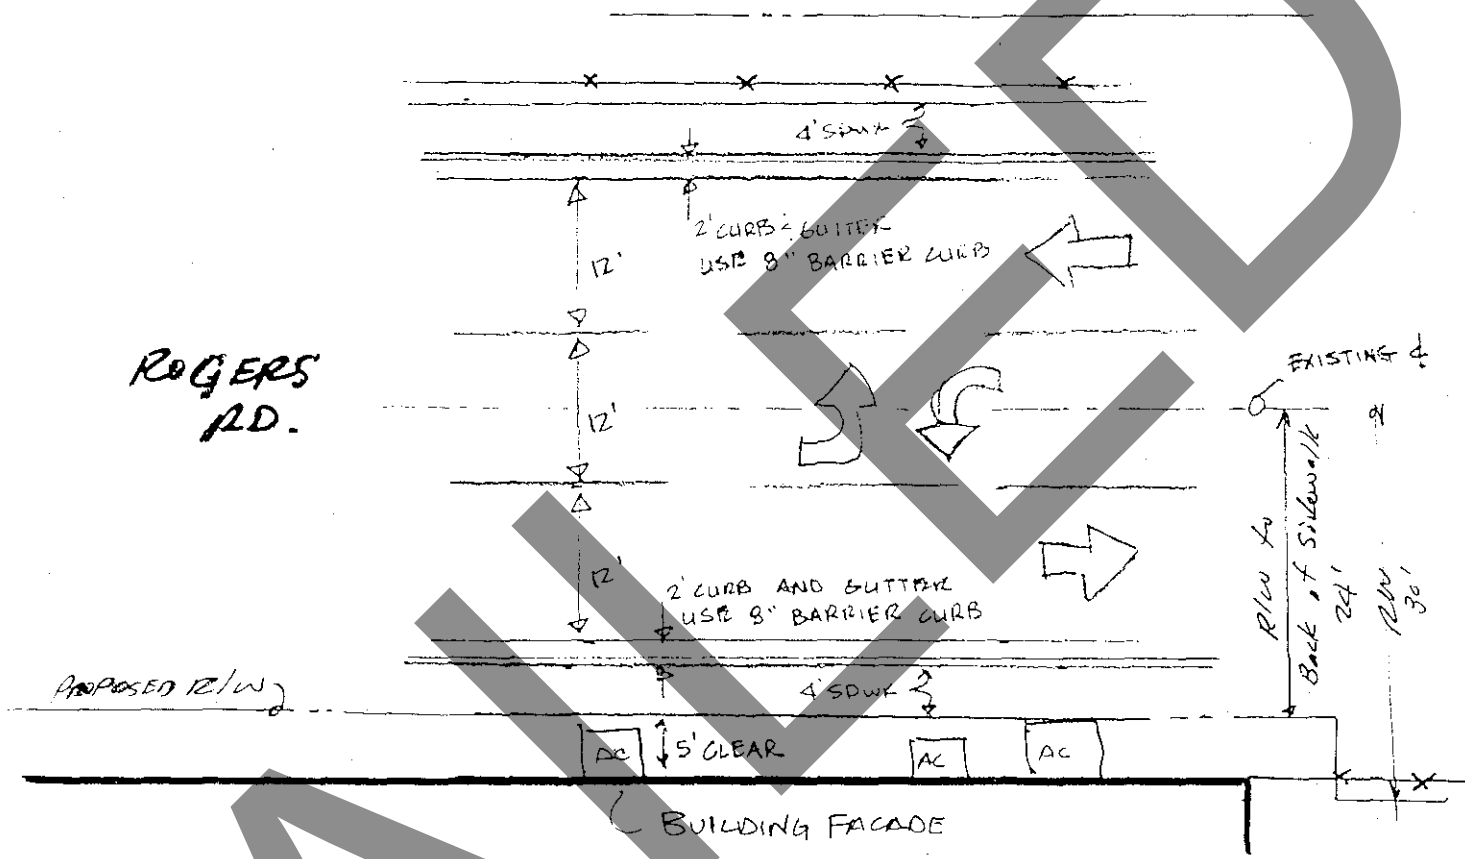 4' SDWK
2' CURB & GUTTER
USE 8" BARRIER CURB
12'
ROGERS
RD.
EXISTING ℄
12'
R/W to
Back of Sidewalk
24'
R/W
30'
12'
2' CURB AND GUTTER
USE 8" BARRIER CURB
PROPOSED R/W
4' SDWK
AC
5' CLEAR
AC
AC
BUILDING FACADE